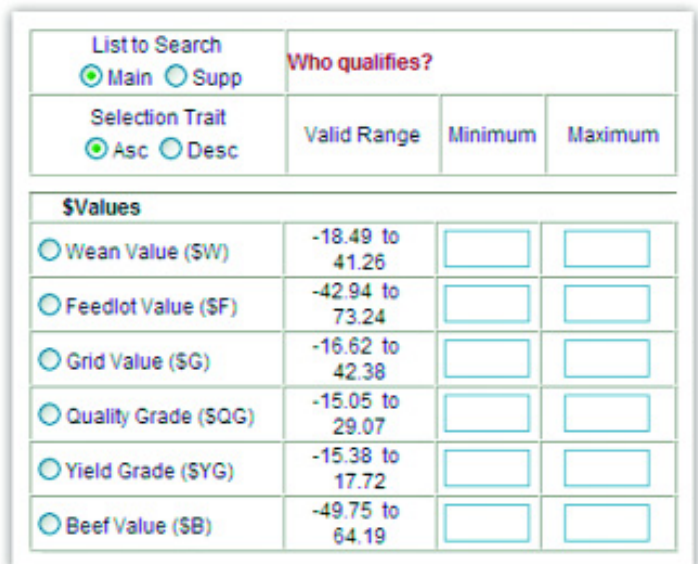 List to Search
Main Supp
Who qualifies?
Selection Trait
Asc Desc
Valid Range
Minimum
Maximum
$Values
Wean Value ($W)
-18.49 to
41.26
Feedlot Value ($F)
-42.94 to
73.24
Grid Value ($G)
-16.62 to
42.38
Quality Grade ($QG)
-15.05 to
29.07
Yield Grade ($YG)
-15.38 to
17.72
Beef Value ($B)
-49.75 to
64.19